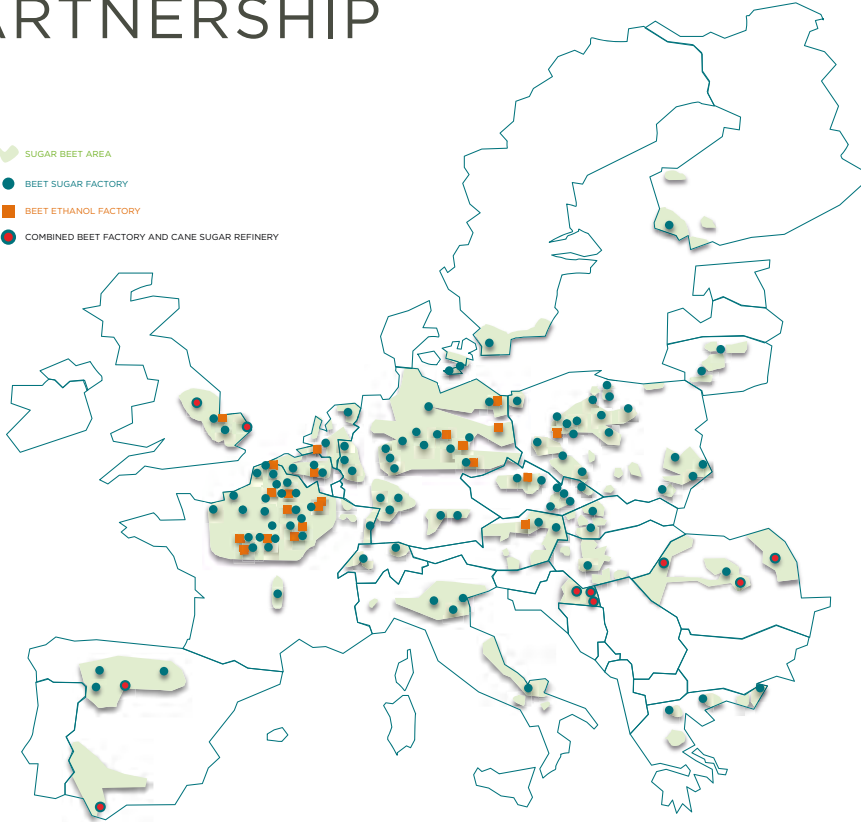 ARTNERSHIP
SUGAR BEET AREA
BEET SUGAR FACTORY
BEET ETHANOL FACTORY
COMBINED BEET FACTORY AND CANE SUGAR REFINERY